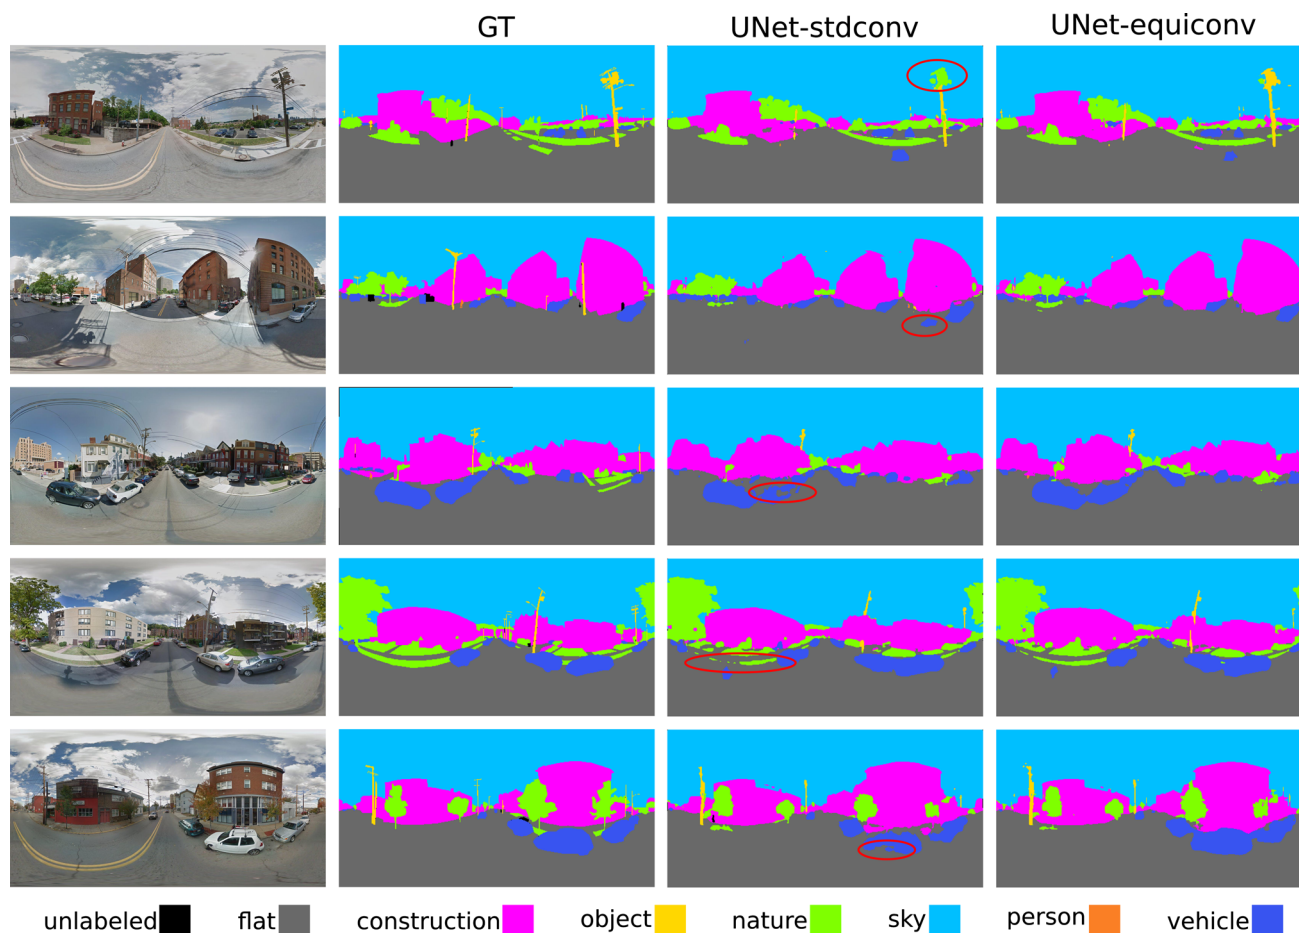 GT UNet-stdconv UNet-equiconv
unlabeled flat construction object nature sky person vehicle